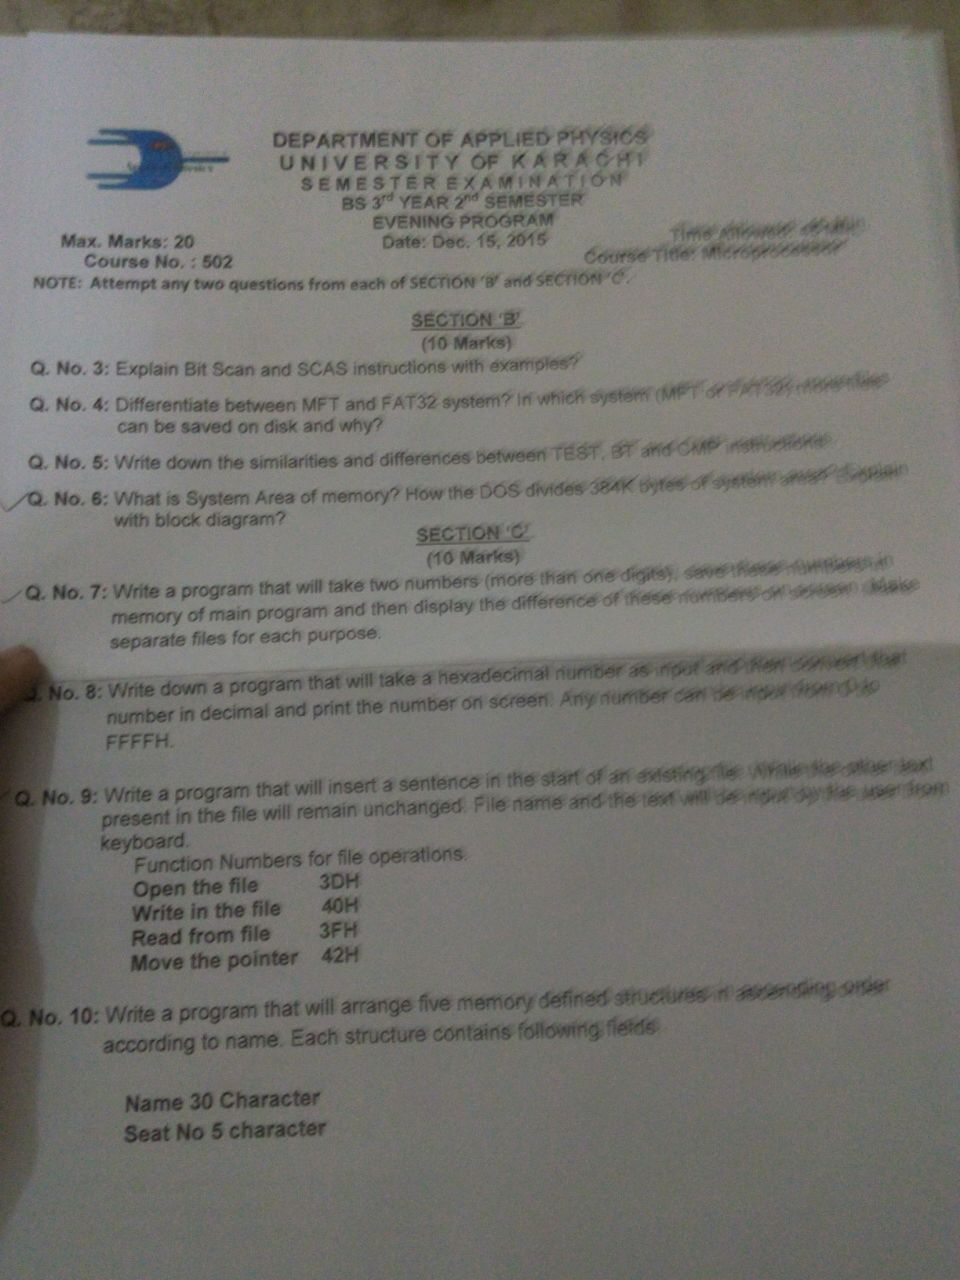 DEPARTMENT OF APPLIED PHYSICS
UNIVERSITY OF KARACHI
SEMESTER EXAMINATION
BS 3rd YEAR 2nd SEMESTER
EVENING PROGRAM
Max. Marks: 20 Date: Dec. 15, 2015 Time Allowed:
Course No. : 502 Course Title: Microprocessor
NOTE: Attempt any two questions from each of SECTION 'B' and SECTION 'C'.
SECTION 'B'
(10 Marks)
Q. No. 3: Explain Bit Scan and SCAS instructions with examples?
Q. No. 4: Differentiate between MFT and FAT32 system? In which system (MFT or FAT32) more files
can be saved on disk and why?
Q. No. 5: Write down the similarities and differences between TEST, BT and CMP instructions.
Q. No. 6: What is System Area of memory? How the DOS divides 384K bytes of system area? Explain
with block diagram?
SECTION 'C'
(10 Marks)
Q. No. 7: Write a program that will take two numbers (more than one digits), save these numbers in
memory of main program and then display the difference of these numbers on screen. Make
separate files for each purpose.
Q. No. 8: Write down a program that will take a hexadecimal number as input and then convert that
number in decimal and print the number on screen. Any number can be input from 0 to
FFFFH.
Q. No. 9: Write a program that will insert a sentence in the start of an existing file. While the other text
present in the file will remain unchanged. File name and the text will be input by the user from
keyboard.
Function Numbers for file operations.
Open the file 3DH
Write in the file 40H
Read from file 3FH
Move the pointer 42H
Q. No. 10: Write a program that will arrange five memory defined structures in ascending order
according to name. Each structure contains following fields
Name 30 Character
Seat No 5 character